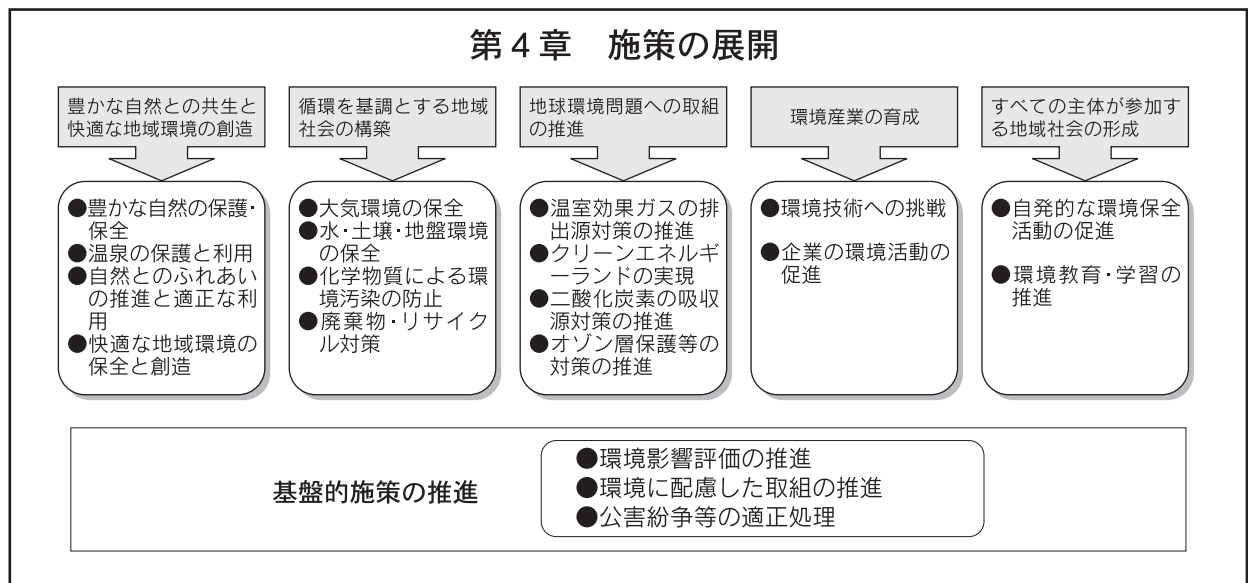 第4章　施策の展開
豊かな自然との共生と
快適な地域環境の創造
循環を基調とする地域
社会の構築
地球環境問題への取組
の推進
環境産業の育成
すべての主体が参加す
る地域社会の形成
●豊かな自然の保護・
保全
●温泉の保護と利用
●自然とのふれあい
の推進と適正な利
用
●快適な地域環境の
保全と創造
●大気環境の保全
●水・土壌・地盤環境
の保全
●化学物質による環
境汚染の防止
●廃棄物・リサイク
ル対策
●温室効果ガスの排
出源対策の推進
●クリーンエネルギ
ーランドの実現
●二酸化炭素の吸収
源対策の推進
●オゾン層保護等の
対策の推進
●環境技術への挑戦
●企業の環境活動の
促進
●自発的な環境保全
活動の促進
●環境教育・学習の
推進
基盤的施策の推進
●環境影響評価の推進
●環境に配慮した取組の推進
●公害紛争等の適正処理